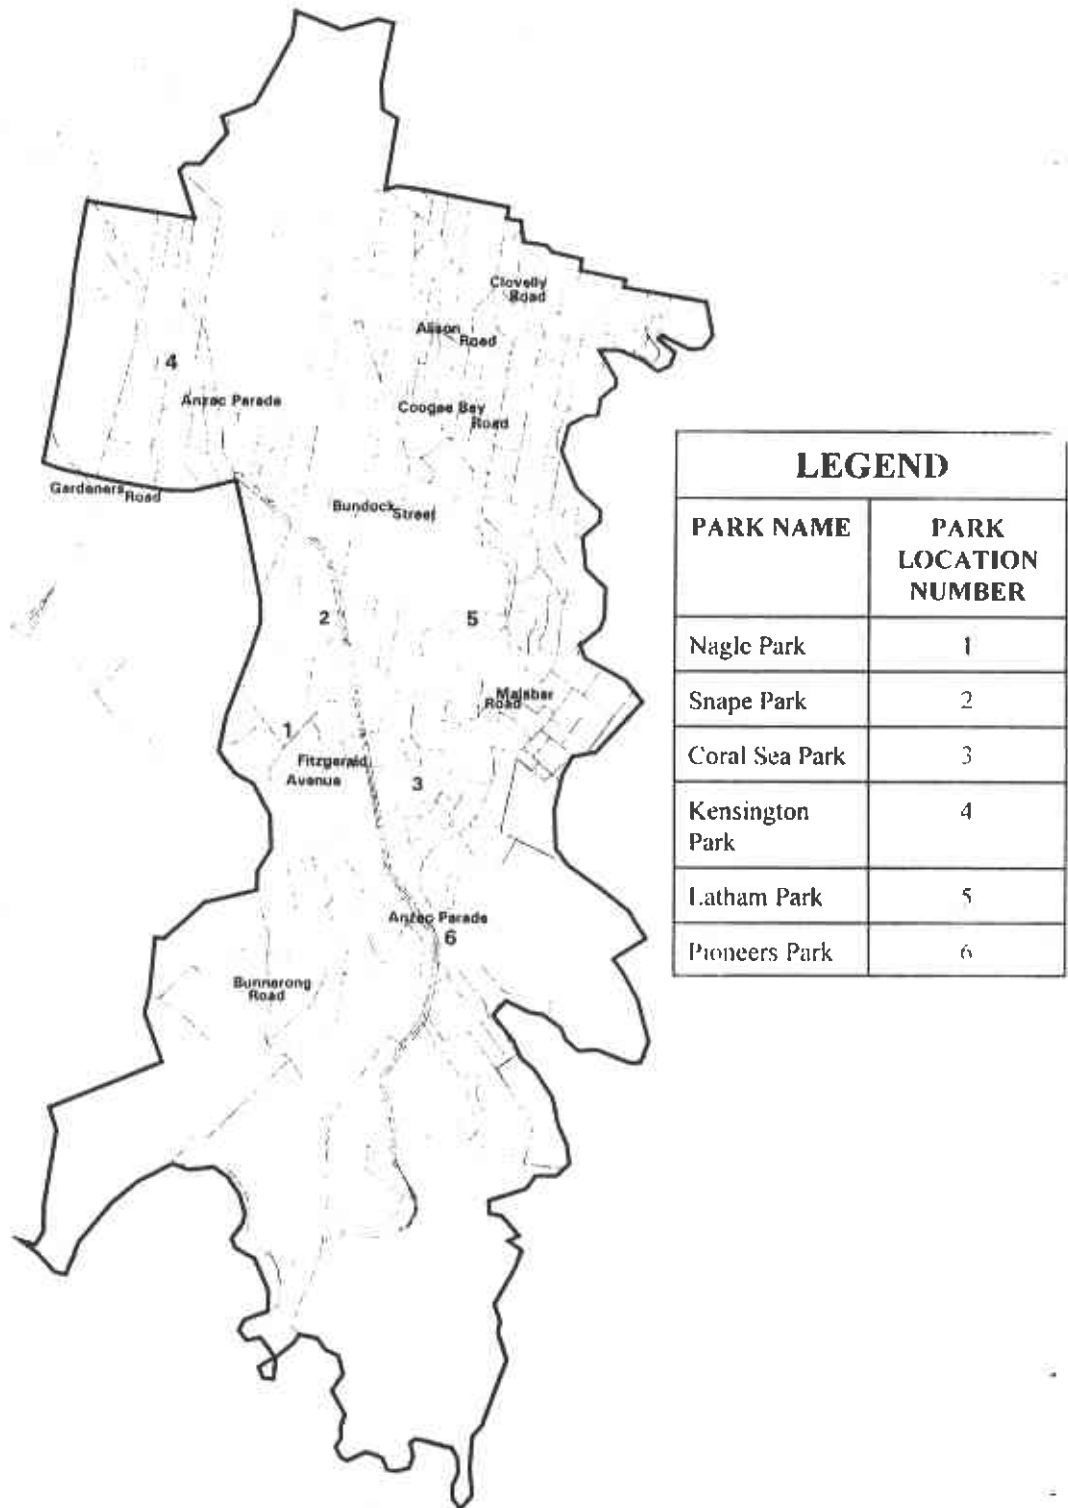 Clovelly
Road
Alison
Road
4
Anzac Parade
Coogee Bay
Road
Gardeners Road
Bundock Street
2
5
Malabar
Road
1
Fitzgerald
Avenue
3
Anzac Parade
6
Bunnerong
Road
LEGEND
PARK NAME
PARK
LOCATION
NUMBER
Nagle Park 1
Snape Park 2
Coral Sea Park 3
Kensington
Park
4
Latham Park 5
Pioneers Park 6